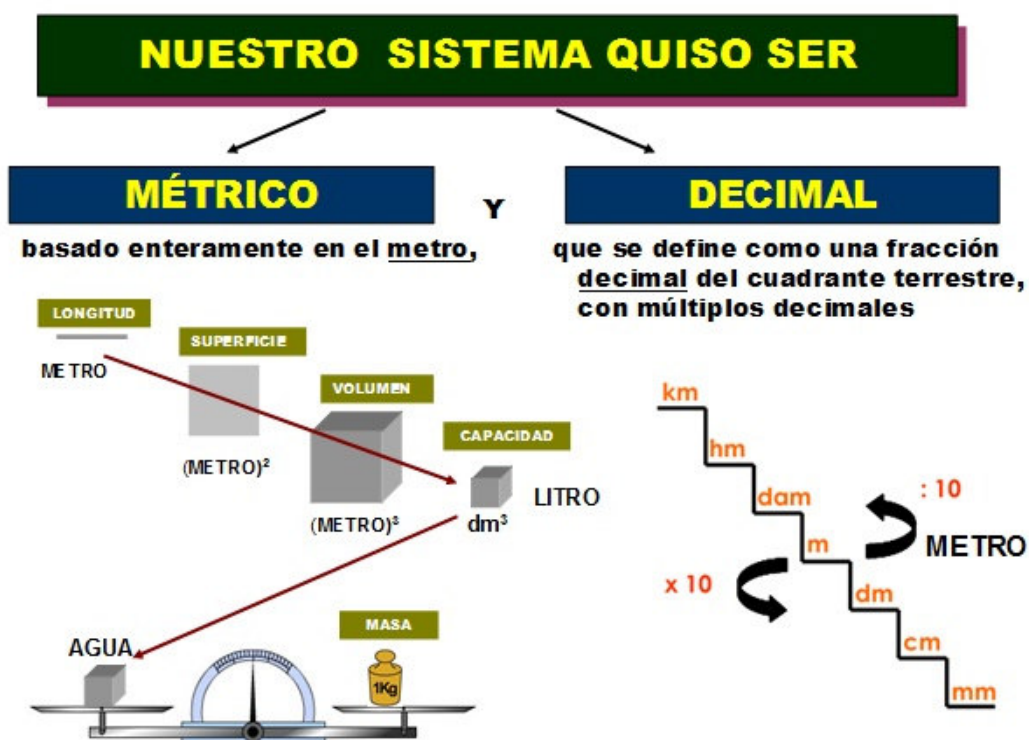 NUESTRO SISTEMA QUISO SER
MÉTRICO
Y
DECIMAL
basado enteramente en el metro,
que se define como una fracción
decimal del cuadrante terrestre,
con múltiplos decimales
LONGITUD
METRO
SUPERFICIE
(METRO)²
VOLUMEN
(METRO)³
CAPACIDAD
LITRO
dm³
AGUA
MASA
1Kg
km
hm
dam
m
dm
cm
mm
: 10
METRO
x 10